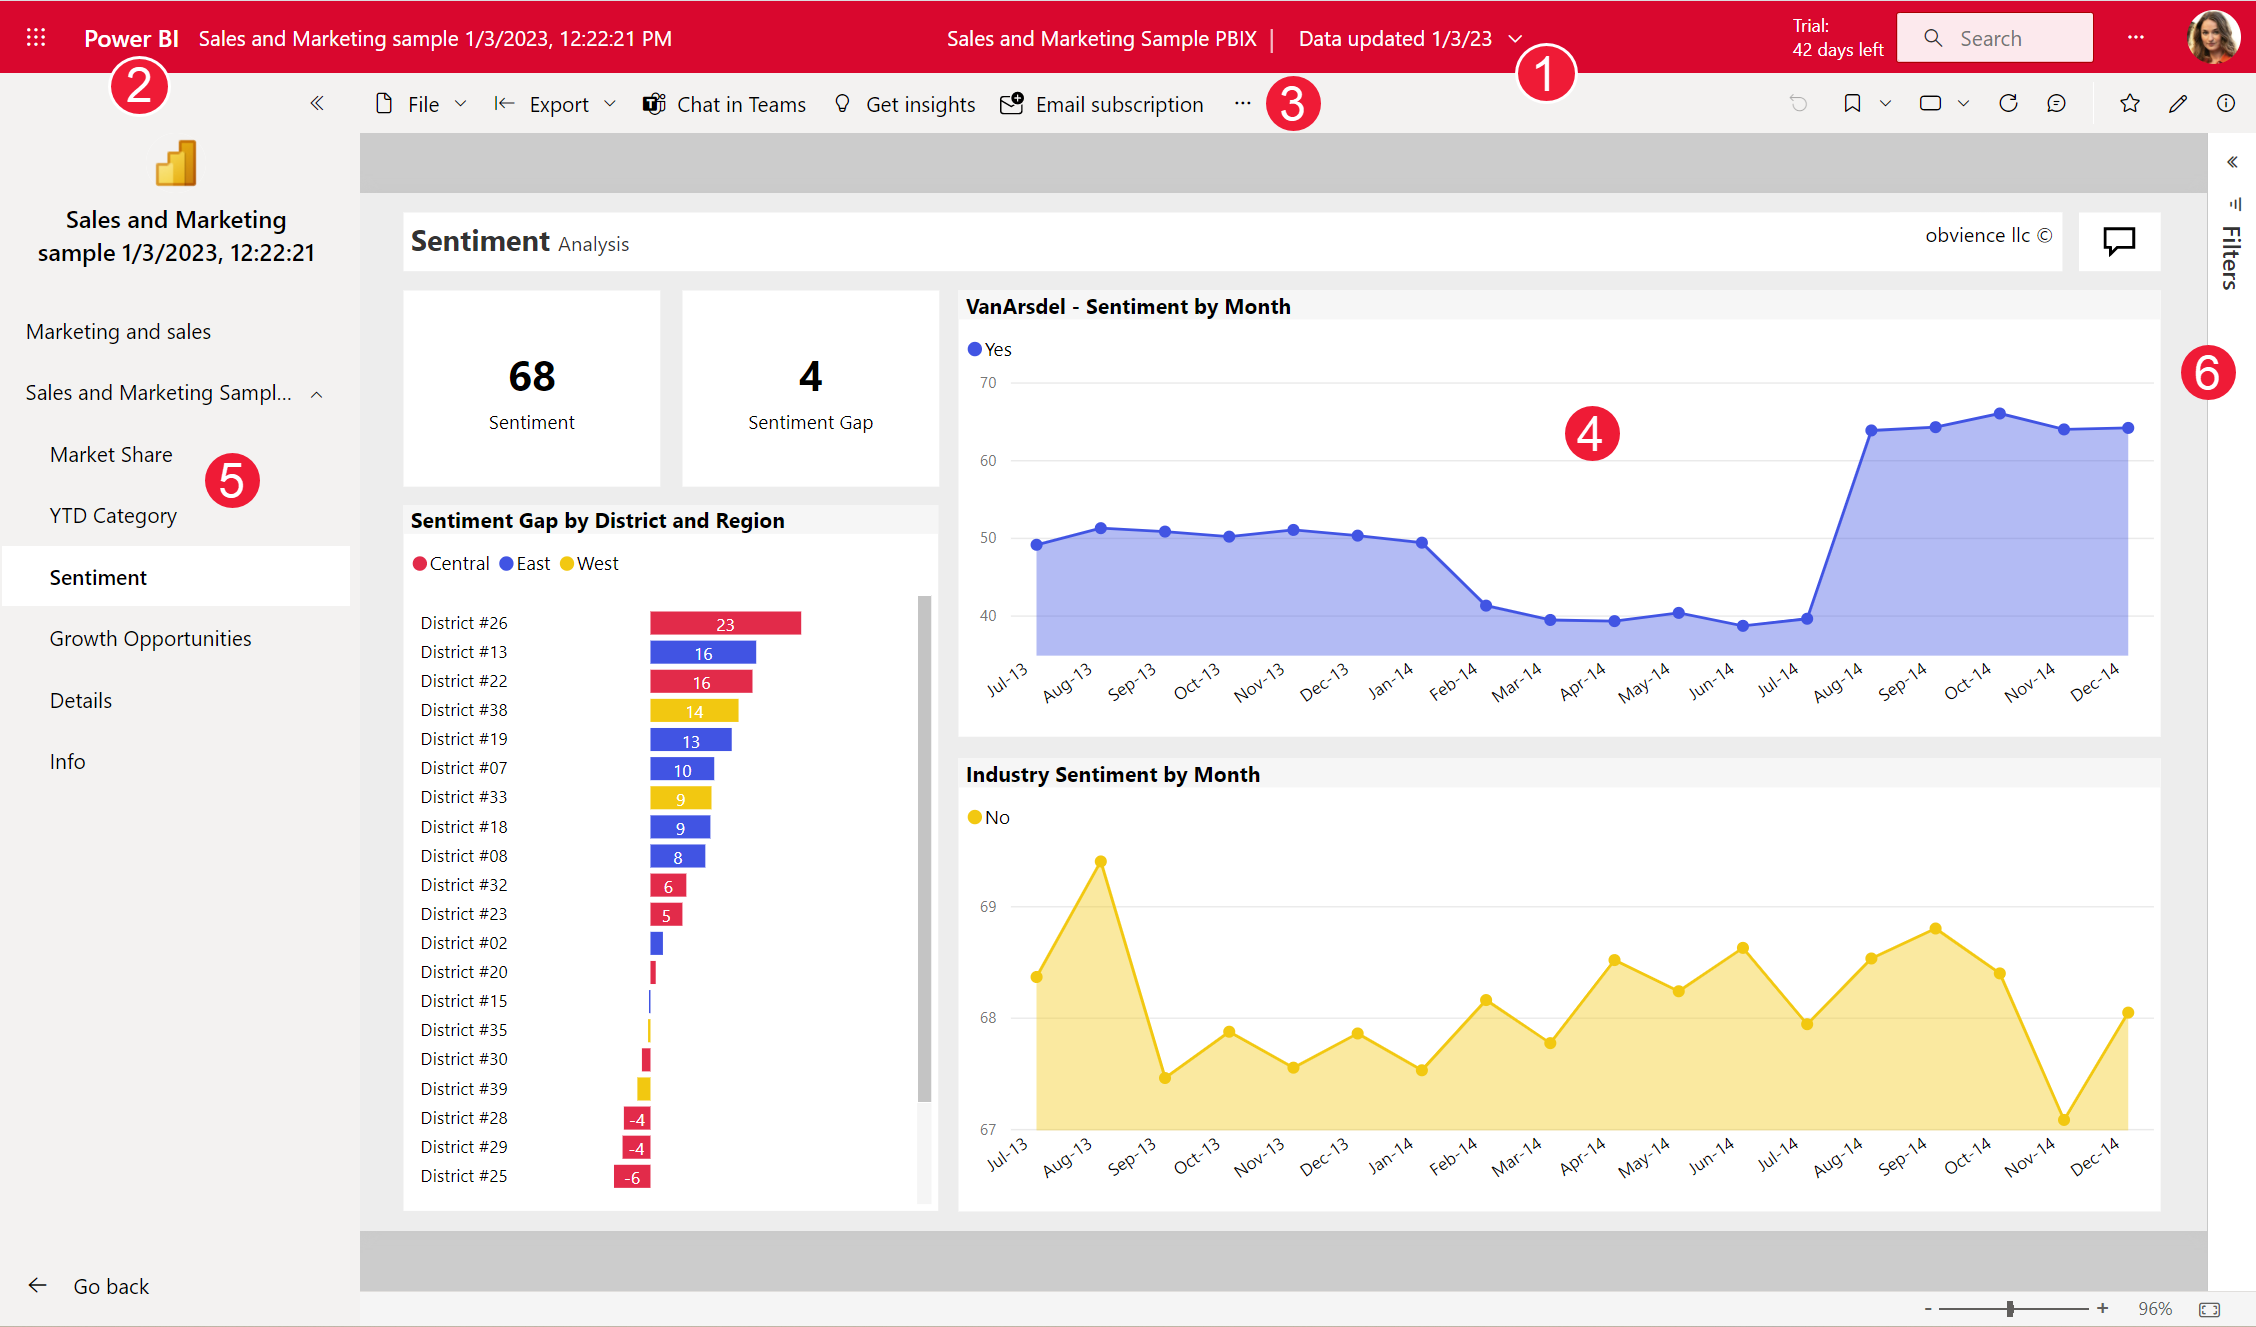 Power BI Sales and Marketing sample 1/3/2023, 12:22:21 PM
Sales and Marketing Sample PBIX | Data updated 1/3/23
Trial:
42 days left
Search
1
2
File
Export
Chat in Teams
Get insights
Email subscription
...
3
Sales and Marketing
sample 1/3/2023, 12:22:21
Marketing and sales
Sales and Marketing Sampl...
Market Share
5
YTD Category
Sentiment
Growth Opportunities
Details
Info
Go back
Sentiment Analysis
obvience llc ©
Filters
6
68
Sentiment
4
Sentiment Gap
Sentiment Gap by District and Region
Central East West
District #26 23
District #13 16
District #22 16
District #38 14
District #19 13
District #07 10
District #33 9
District #18 9
District #08 8
District #32 6
District #23 5
District #02
District #20
District #15
District #35
District #30
District #39
District #28 -4
District #29 -4
District #25 -6
VanArsdel - Sentiment by Month
Yes
4
70
60
50
40
Jul-13 Aug-13 Sep-13 Oct-13 Nov-13 Dec-13 Jan-14 Feb-14 Mar-14 Apr-14 May-14 Jun-14 Jul-14 Aug-14 Sep-14 Oct-14 Nov-14 Dec-14
Industry Sentiment by Month
No
69
68
67
Jul-13 Aug-13 Sep-13 Oct-13 Nov-13 Dec-13 Jan-14 Feb-14 Mar-14 Apr-14 May-14 Jun-14 Jul-14 Aug-14 Sep-14 Oct-14 Nov-14 Dec-14
- + 96%